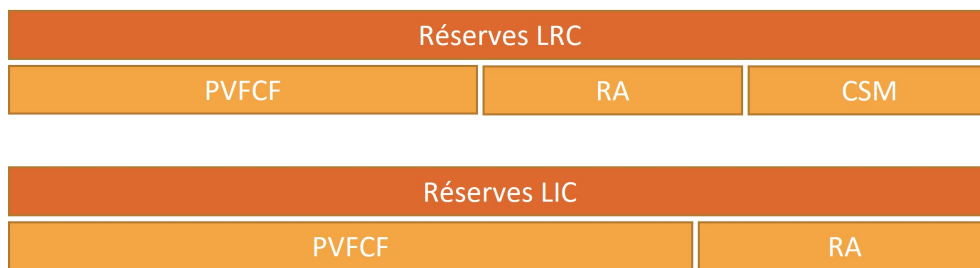 Réserves LRC
PVFCF RA CSM
Réserves LIC
PVFCF RA